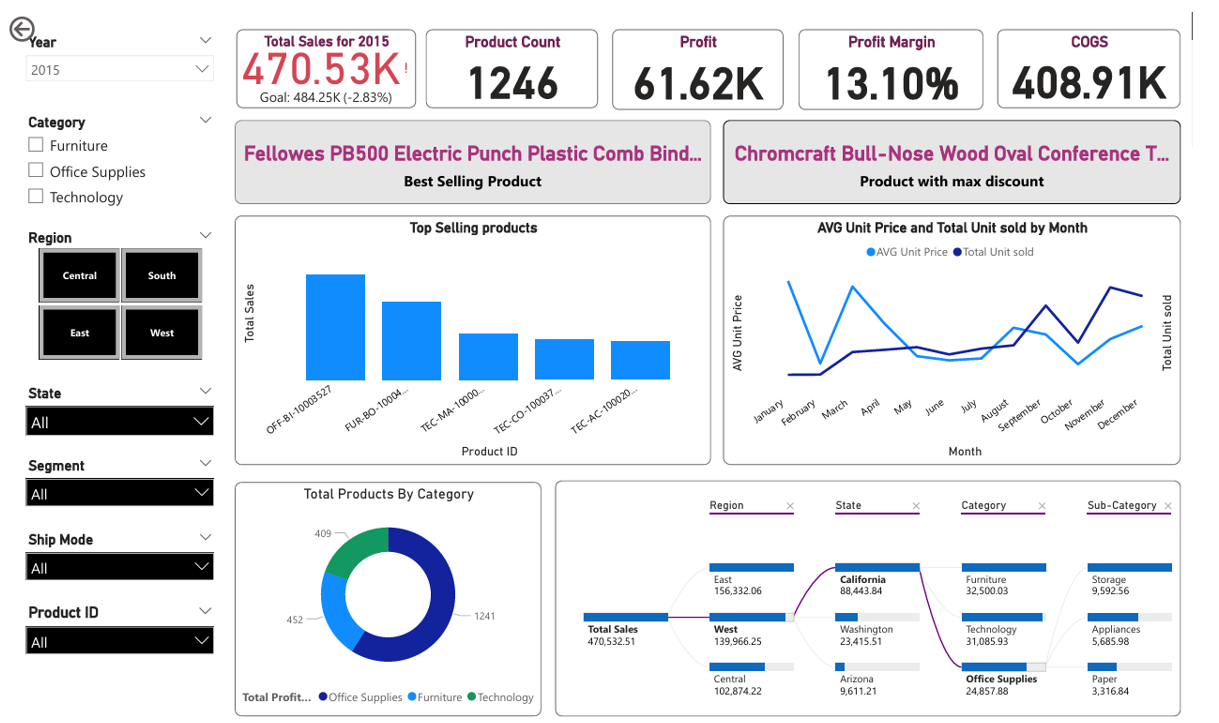 Year
2015
Category
Furniture
Office Supplies
Technology
Region
Central
South
East
West
State
All
Segment
All
Ship Mode
All
Product ID
All
Total Sales for 2015
470.53K!
Goal: 484.25K (-2.83%)
Product Count
1246
Profit
61.62K
Profit Margin
13.10%
COGS
408.91K
Fellowes PB500 Electric Punch Plastic Comb Bind...
Best Selling Product
Chromcraft Bull-Nose Wood Oval Conference T...
Product with max discount
Top Selling products
Total Sales
OFF-BI-10003527
FUR-BO-10004...
TEC-MA-10000...
TEC-CO-100037...
TEC-AC-100020...
Product ID
AVG Unit Price and Total Unit sold by Month
AVG Unit Price
Total Unit sold
AVG Unit Price
Total Unit sold
January
February
March
April
May
June
July
August
September
October
November
December
Month
Total Products By Category
409
452
1241
Total Profit...
Office Supplies
Furniture
Technology
Region
State
Category
Sub-Category
Total Sales
470,532.51
East
156,332.06
West
139,966.25
Central
102,874.22
California
88,443.84
Washington
23,415.51
Arizona
9,611.21
Furniture
32,500.03
Technology
31,085.93
Office Supplies
24,857.88
Storage
9,592.56
Appliances
5,685.98
Paper
3,316.84